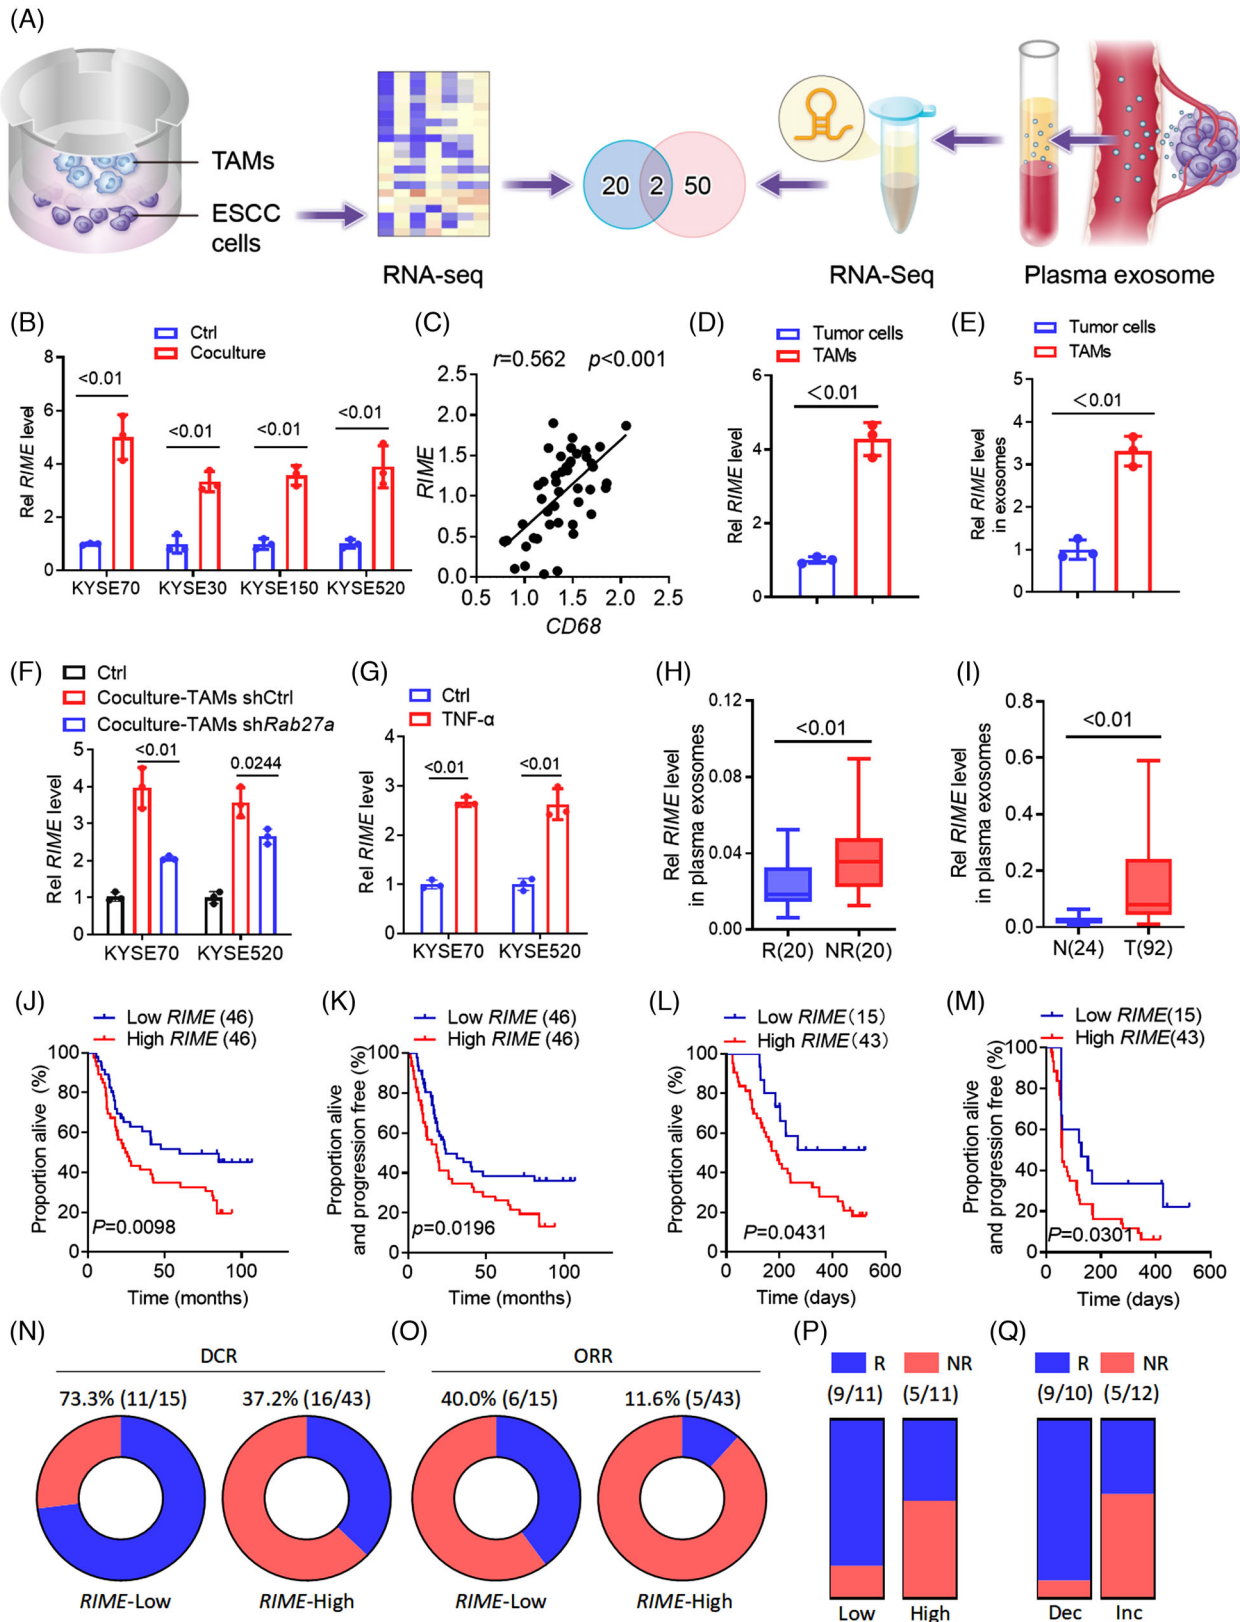 (A)
TAMs
ESCC
cells
20 2 50
RNA-seq
RNA-Seq
Plasma exosome
(B)
Ctrl
Coculture
Rel RIME level
8
6
4
2
0
<0.01
<0.01
<0.01
<0.01
KYSE70 KYSE30 KYSE150 KYSE520
(C)
r=0.562 p<0.001
RIME
2.5
2.0
1.5
1.0
0.5
0.0
0.5 1.0 1.5 2.0 2.5
CD68
(D)
Tumor cells
TAMs
Rel RIME level
6
4
2
0
<0.01
(E)
Tumor cells
TAMs
Rel RIME level
in exosomes
5
4
3
2
1
0
<0.01
(F)
Ctrl
Coculture-TAMs shCtrl
Coculture-TAMs shRab27a
Rel RIME level
5
4
3
2
1
0
<0.01
0.0244
KYSE70 KYSE520
(G)
Ctrl
TNF-α
Rel RIME level
4
3
2
1
0
<0.01
<0.01
KYSE70 KYSE520
(H)
Rel RIME level
in plasma exosomes
0.12
0.08
0.04
0.00
<0.01
R(20) NR(20)
(I)
Rel RIME level
in plasma exosomes
0.8
0.6
0.4
0.2
0.0
<0.01
N(24) T(92)
(J)
Low RIME (46)
High RIME (46)
Proportion alive (%)
100
80
60
40
20
0
P=0.0098
0 50 100
Time (months)
(K)
Low RIME (46)
High RIME (46)
Proportion alive
and progression free (%)
100
80
60
40
20
0
p=0.0196
0 50 100
Time (months)
(L)
Low RIME(15)
High RIME(43)
Proportion alive (%)
100
80
60
40
20
0
P=0.0431
0 200 400 600
Time (days)
(M)
Low RIME(15)
High RIME(43)
Proportion alive
and progression free (%)
100
80
60
40
20
0
P=0.0301
0 200 400 600
Time (days)
(N)
DCR
73.3% (11/15) 37.2% (16/43)
RIME-Low RIME-High
(O)
ORR
40.0% (6/15) 11.6% (5/43)
RIME-Low RIME-High
(P)
R NR
(9/11) (5/11)
Low High
(Q)
R NR
(9/10) (5/12)
Dec Inc